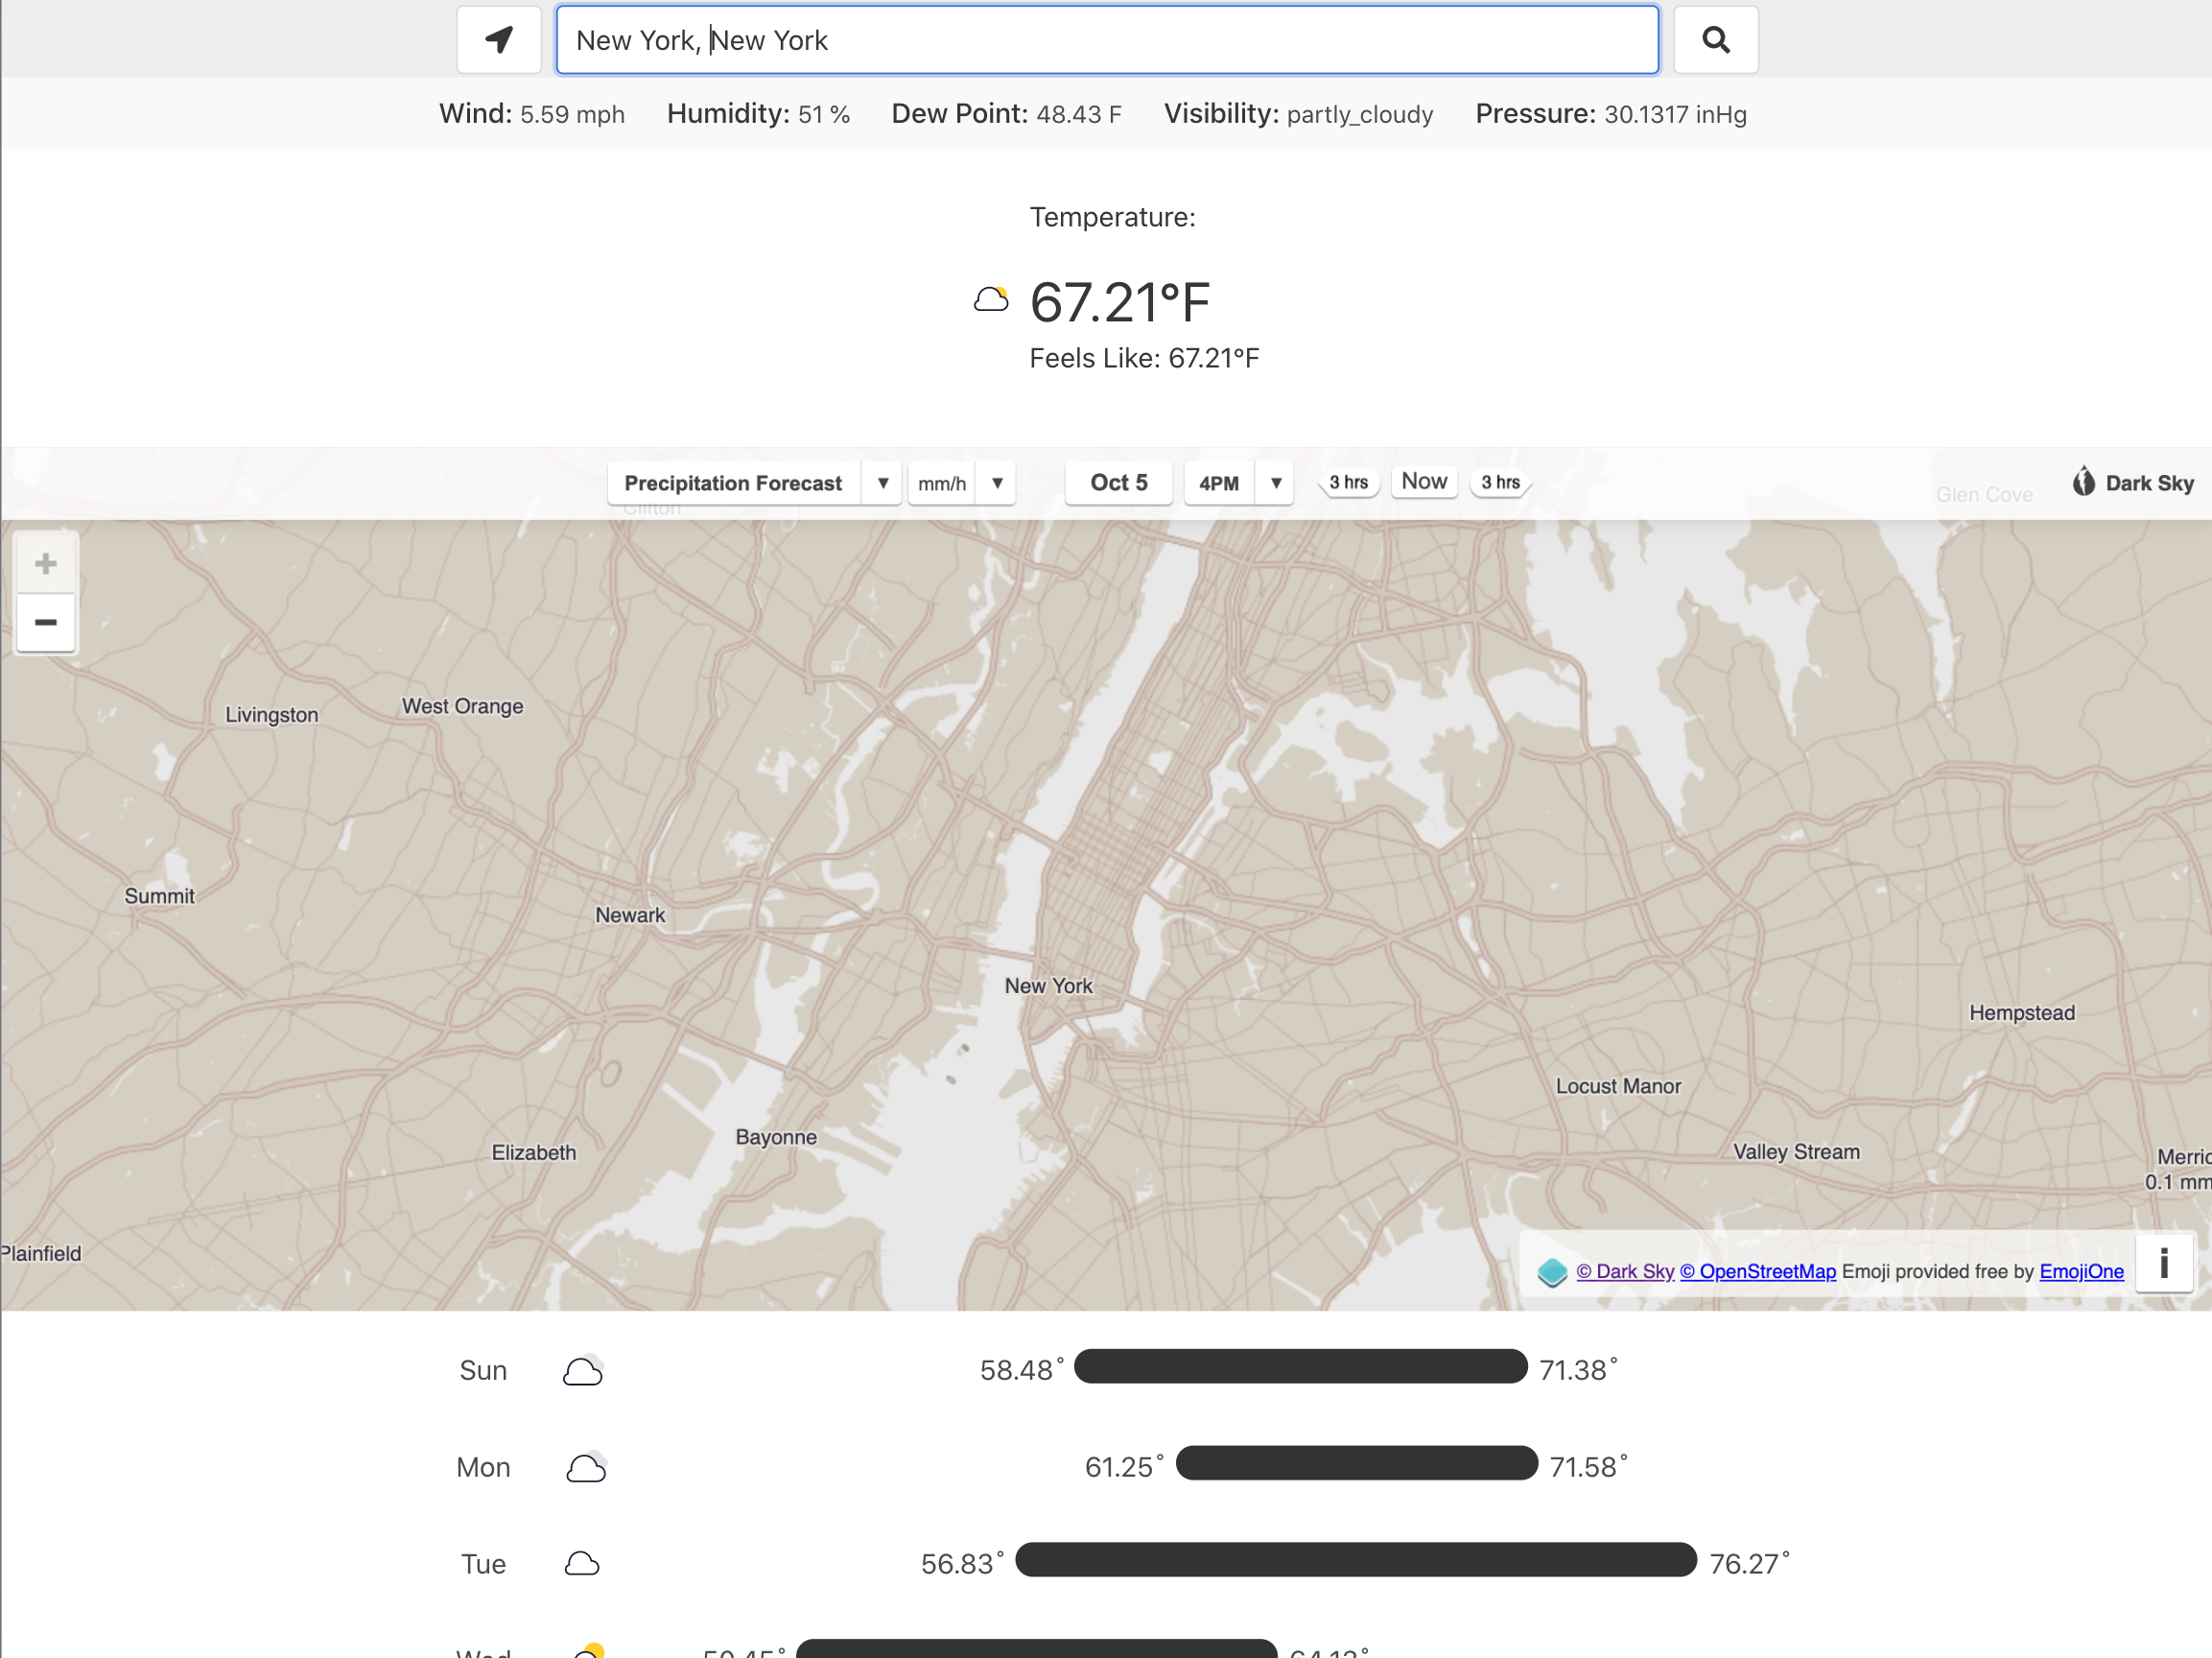 New York, New York
Wind: 5.59 mph Humidity: 51 % Dew Point: 48.43 F Visibility: partly_cloudy Pressure: 30.1317 inHg
Temperature:
67.21°F
Feels Like: 67.21°F
Precipitation Forecast ▼ mm/h ▼ Oct 5 4PM ▼ 3 hrs Now 3 hrs Dark Sky
Glen Cove
Clifton
+
−
Livingston
West Orange
Summit
Newark
New York
Hempstead
Locust Manor
Elizabeth
Bayonne
Valley Stream
Merric
0.1 mm
Plainfield
© Dark Sky © OpenStreetMap Emoji provided free by EmojiOne i
Sun 58.48° 71.38°
Mon 61.25° 71.58°
Tue 56.83° 76.27°
Wed